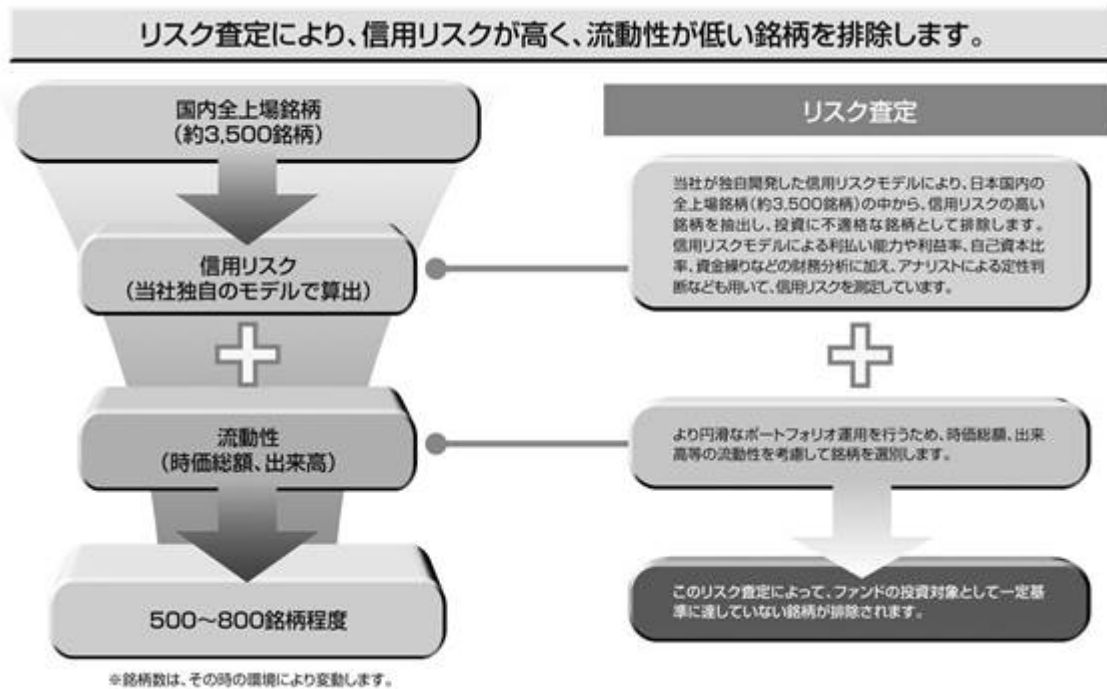 リスク査定により、信用リスクが高く、流動性が低い銘柄を排除します。
国内全上場銘柄
(約3,500銘柄)
信用リスク
(当社独自のモデルで算出)
流動性
(時価総額、出来高)
500～800銘柄程度
※銘柄数は、その時の環境により変動します。
リスク査定
当社が独自開発した信用リスクモデルにより、日本国内の
全上場銘柄(約3,500銘柄)の中から、信用リスクの高い
銘柄を抽出し、投資に不適格な銘柄として排除します。
信用リスクモデルによる利払い能力や利益率、自己資本比
率、資金繰りなどの財務分析に加え、アナリストによる定性判
断なども用いて、信用リスクを測定しています。
より円滑なポートフォリオ運用を行うため、時価総額、出来
高等の流動性を考慮して銘柄を選別します。
このリスク査定によって、ファンドの投資対象として一定基
準に達していない銘柄が排除されます。